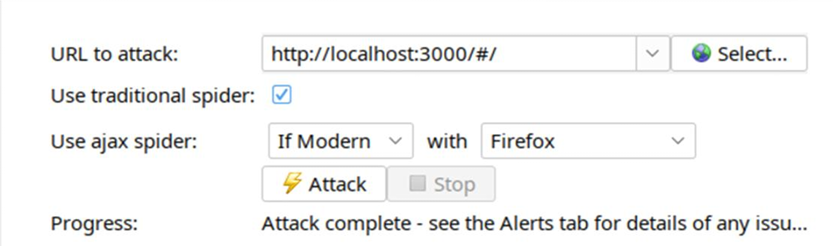 URL to attack: http://localhost:3000/#/ Select...
Use traditional spider:
Use ajax spider: If Modern with Firefox
Attack Stop
Progress: Attack complete - see the Alerts tab for details of any issu...